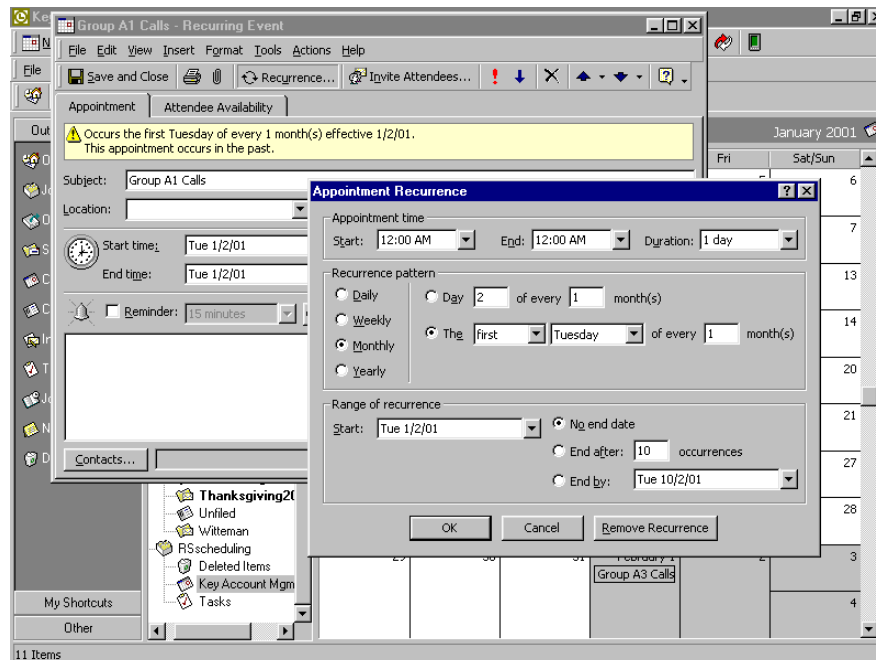 Ke
Group A1 Calls - Recurring Event
File Edit View Insert Format Tools Actions Help
File
Save and Close Recurrence... Invite Attendees...
Appointment Attendee Availability
Out
January 2001
Occurs the first Tuesday of every 1 month(s) effective 1/2/01.
This appointment occurs in the past.
Fri Sat/Sun
Subject: Group A1 Calls
6
Location:
Appointment Recurrence
Appointment time
Start: 12:00 AM End: 12:00 AM Duration: 1 day
7
Start time: Tue 1/2/01
End time: Tue 1/2/01
Recurrence pattern
13
Daily Day 2 of every 1 month(s)
Reminder: 15 minutes
Weekly
14
The first Tuesday of every 1 month(s)
Monthly
Yearly
20
Range of recurrence
Start: Tue 1/2/01 No end date
21
End after: 10 occurrences
Contacts...
27
End by: Tue 10/2/01
Thanksgiving20
Unfiled
28
Witteman
OK Cancel Remove Recurrence
RSscheduling
29 30 31 February 1 2 3
Deleted Items
Key Account Mgm
Group A3 Calls
Tasks
My Shortcuts
4
Other
11 Items